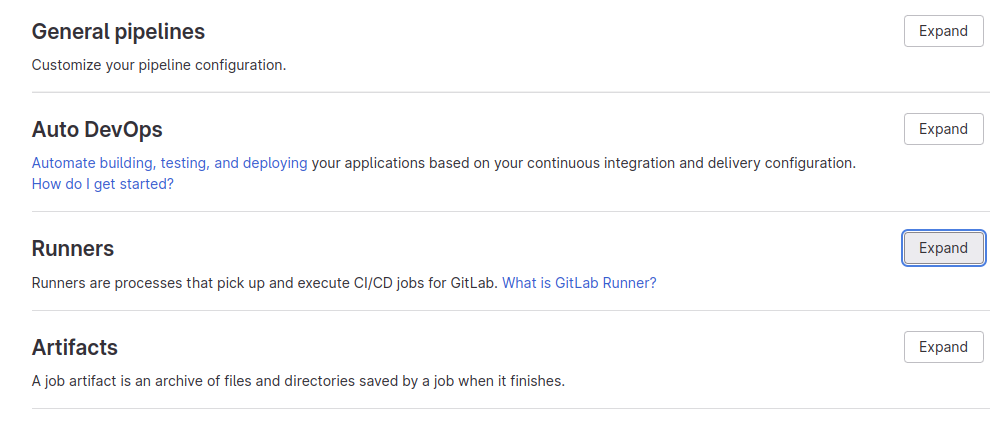 General pipelines
Expand
Customize your pipeline configuration.
Auto DevOps
Expand
Automate building, testing, and deploying your applications based on your continuous integration and delivery configuration.
How do I get started?
Runners
Expand
Runners are processes that pick up and execute CI/CD jobs for GitLab. What is GitLab Runner?
Artifacts
Expand
A job artifact is an archive of files and directories saved by a job when it finishes.